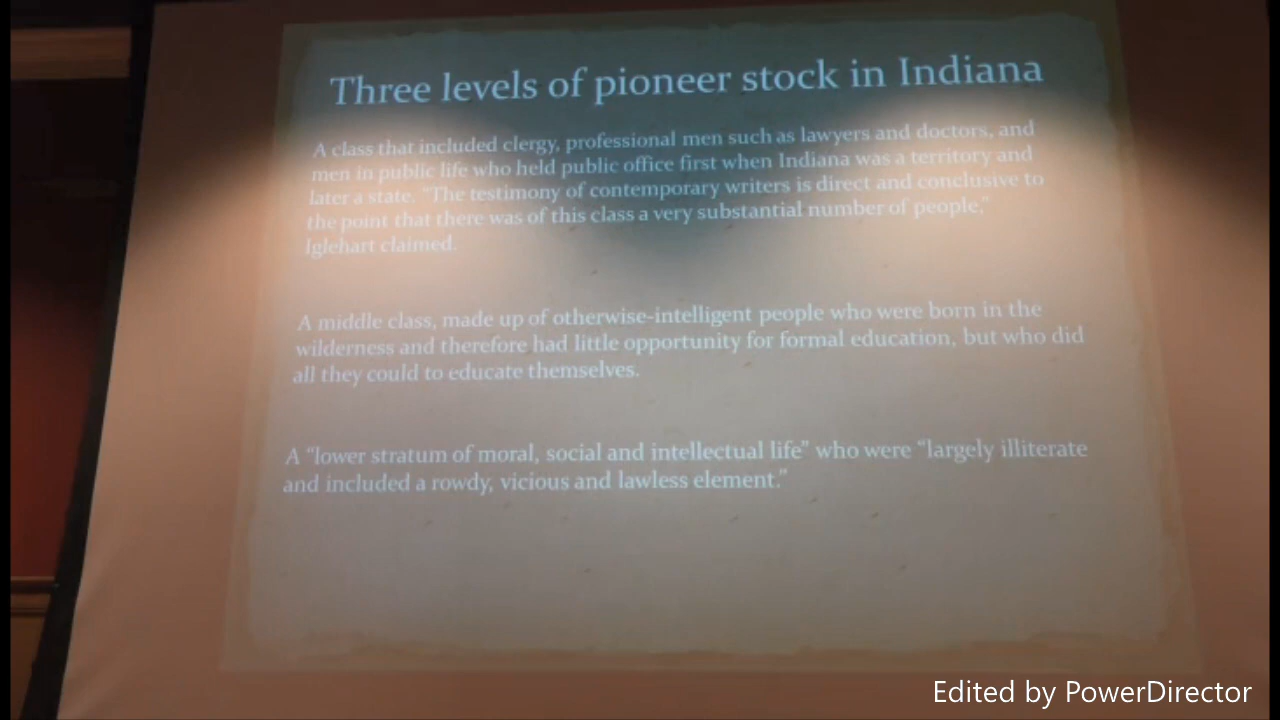 Three levels of pioneer stock in Indiana
A class that included clergy, professional men such as lawyers and doctors, and
men in public life who held public office first when Indiana was a territory and
later a state. "The testimony of contemporary writers is direct and conclusive to
the point that there was of this class a very substantial number of people,"
Iglehart claimed.
A middle class, made up of otherwise-intelligent people who were born in the
wilderness and therefore had little opportunity for formal education, but who did
all they could to educate themselves.
A “lower stratum of moral, social and intellectual life” who were “largely illiterate
and included a rowdy, vicious and lawless element.”
Edited by PowerDirector